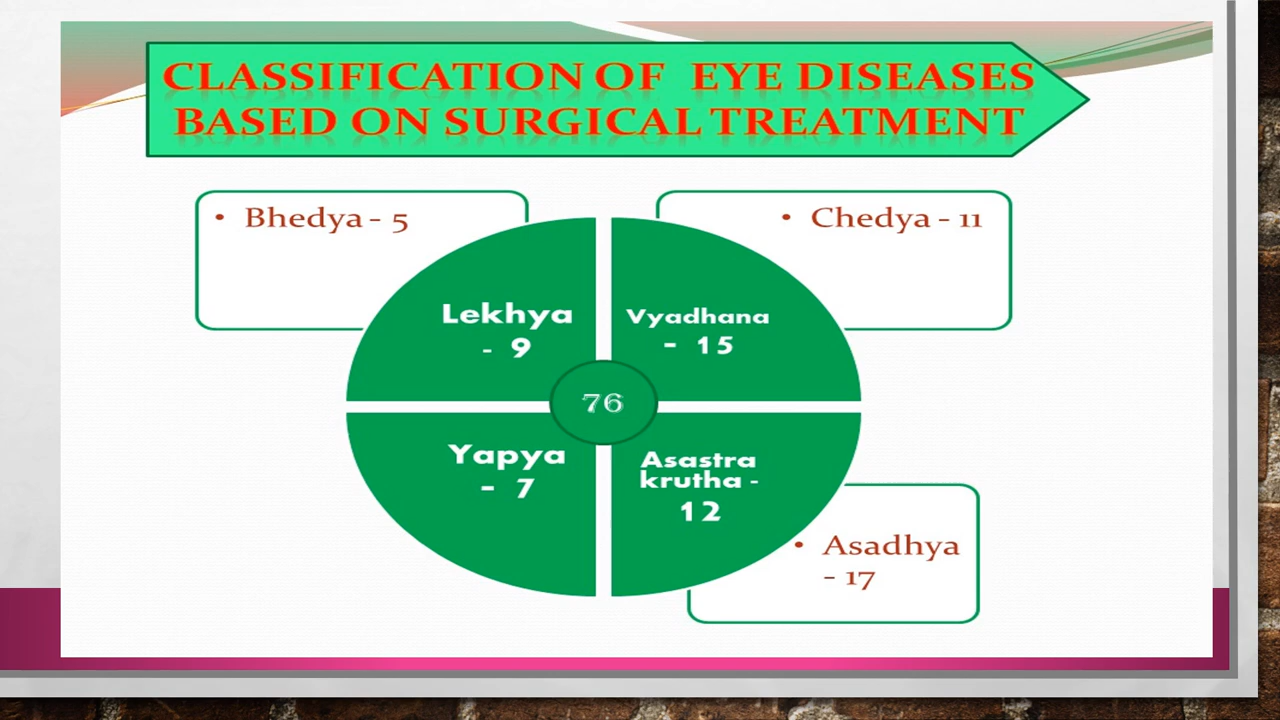 CLASSIFICATION OF EYE DISEASES
BASED ON SURGICAL TREATMENT
• Bhedya - 5
• Chedya - 11
Lekhya
- 9
Vyadhana
- 15
76
Yapya
- 7
Asastra
krutha -
12
• Asadhya
- 17